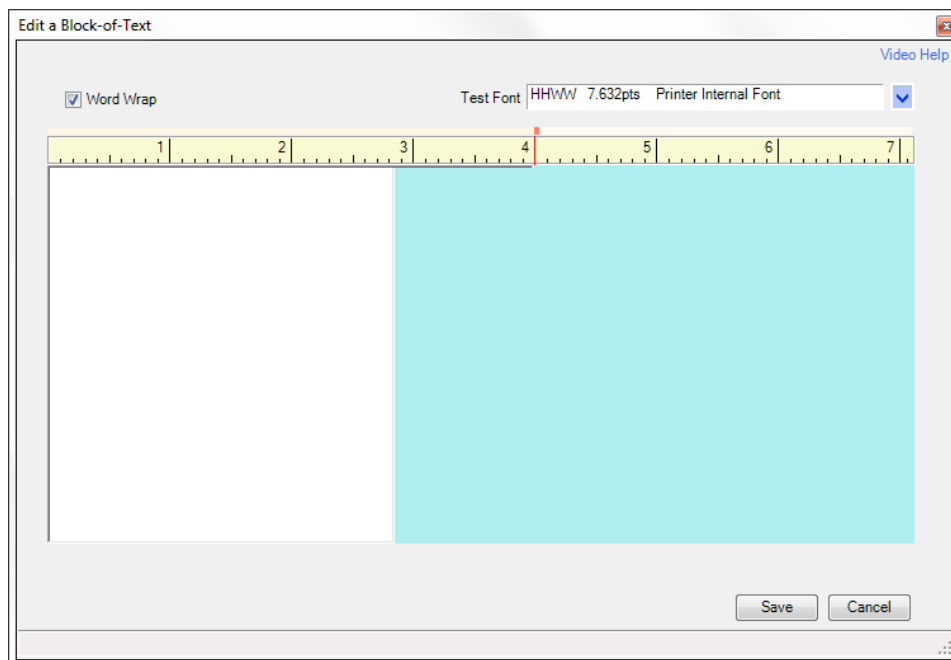 Edit a Block-of-Text
Video Help
Word Wrap
Test Font HHWW 7.632pts Printer Internal Font
1 2 3 4 5 6 7
Save Cancel